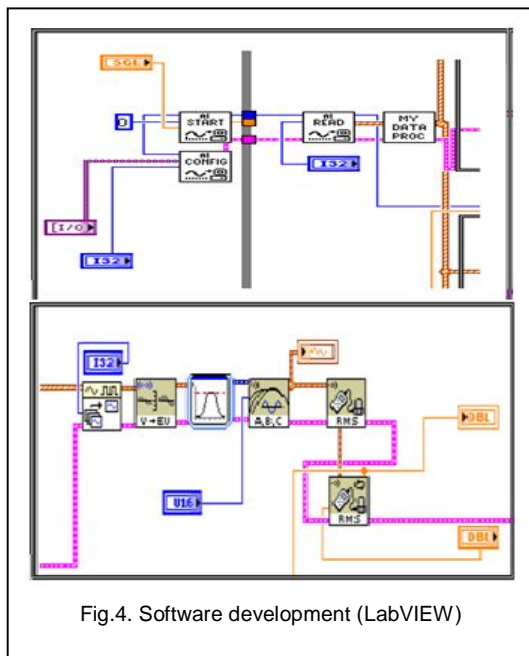 SGL
AI
START
AI
READ
MY
DATA
PROC
0
AI
CONFIG
I32
[I/O]
I32
I32
V→EU
A,B,C
RMS
DBL
U16
RMS
DBL
Fig.4. Software development (LabVIEW)